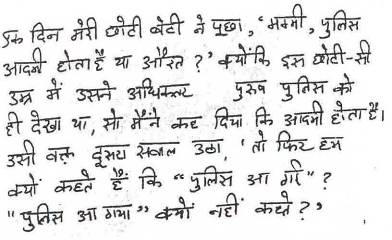 एक दिन मेरी छोटी बेटी ने पूछा, 'मम्मी, पुलिस
आदमी होता है या औरत?' क्योंकि इस छोटी-सी
उम्र में उसने अधिकतर पुरुष पुलिस को
ही देखा था, सो मैंने कह दिया कि आदमी होता है।
उसी वक्त दूसरा सवाल उठा, 'तो फिर हम
क्यों कहते हैं कि "पुलिस आ गई"?
"पुलिस आ गया" क्यों नहीं कहते?'